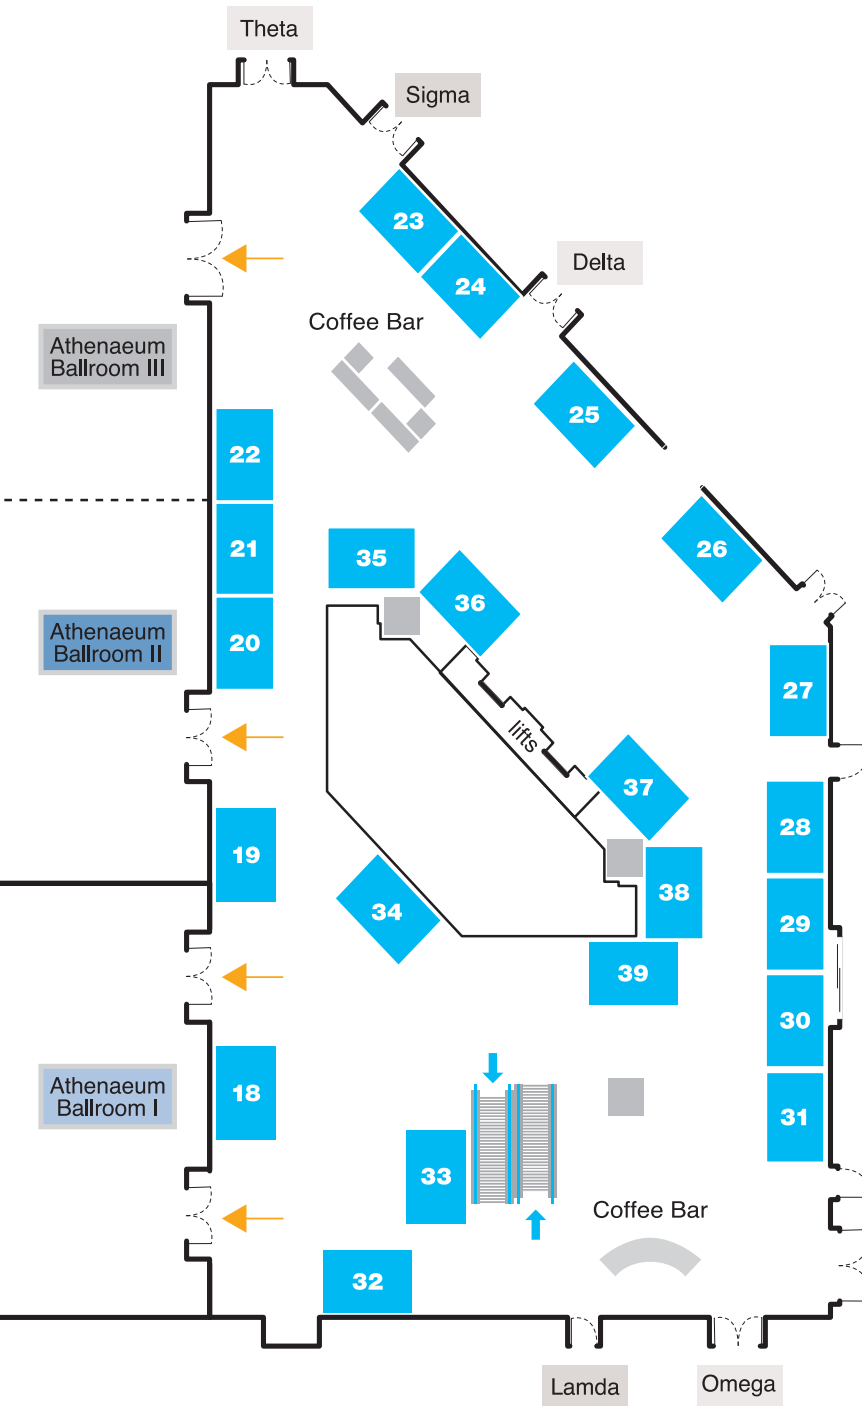 Theta
Sigma
23
Delta
24
Coffee Bar
Athenaeum
Ballroom III
25
22
21
26
35
36
Athenaeum
Ballroom II
20
27
lifts
37
28
19
38
34
29
39
30
Athenaeum
Ballroom I
18
31
33
Coffee Bar
32
Lamda
Omega